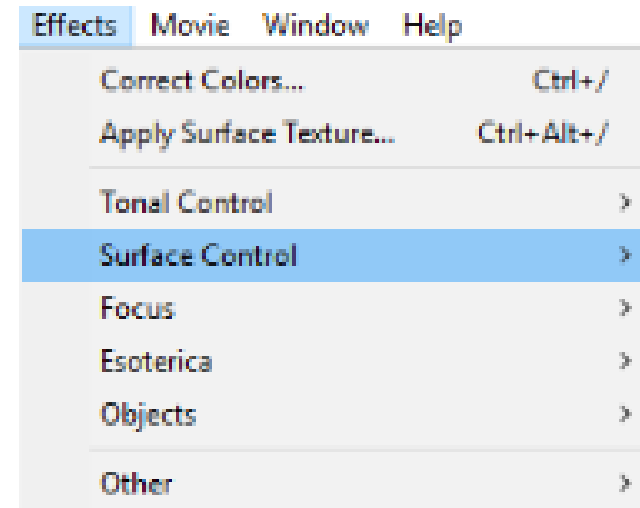 Effects Movie Window Help
Correct Colors... Ctrl+/
Apply Surface Texture... Ctrl+Alt+/
Tonal Control >
Surface Control >
Focus >
Esoterica >
Objects >
Other >